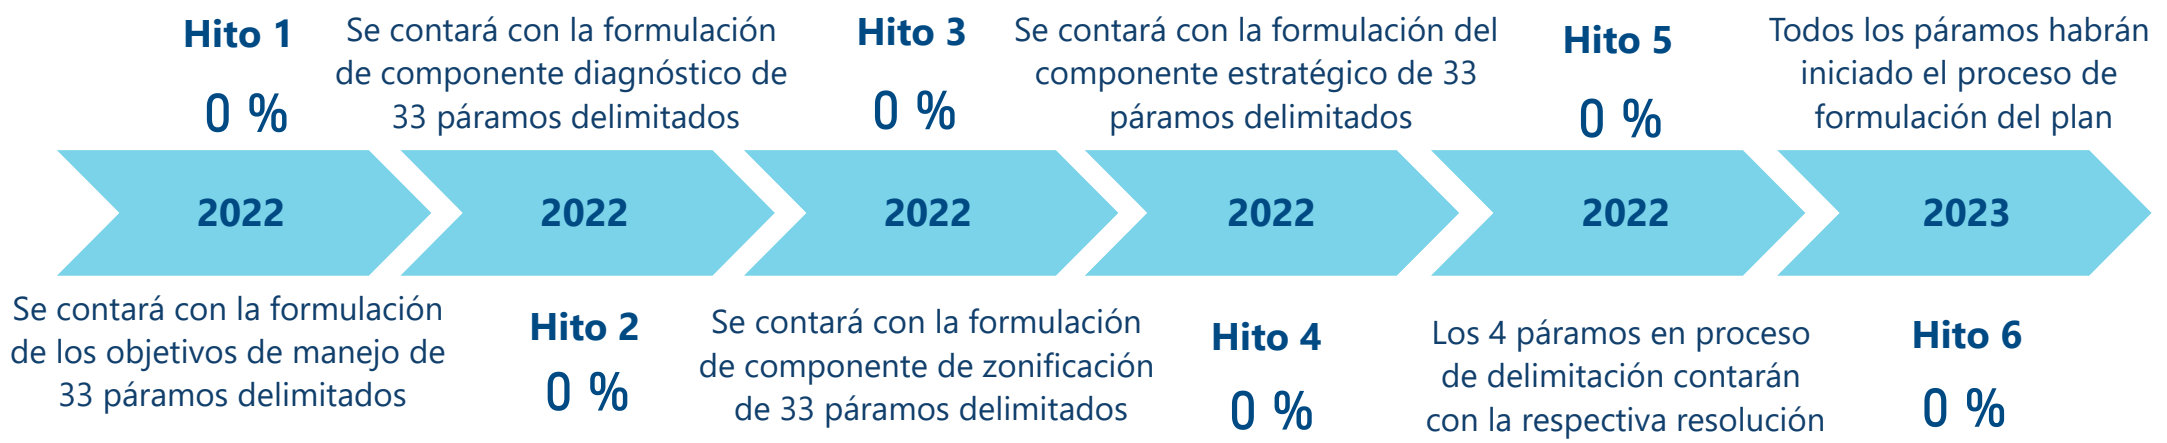 Hito 1
0 %
2022
Se contará con la formulación
de los objetivos de manejo de
33 páramos delimitados
Se contará con la formulación
de componente diagnóstico de
33 páramos delimitados
2022
Hito 2
0 %
Hito 3
0 %
2022
Se contará con la formulación
de componente de zonificación
de 33 páramos delimitados
Se contará con la formulación del
componente estratégico de 33
páramos delimitados
2022
Hito 4
0 %
Hito 5
0 %
2022
Los 4 páramos en proceso
de delimitación contarán
con la respectiva resolución
Todos los páramos habrán
iniciado el proceso de
formulación del plan
2023
Hito 6
0 %